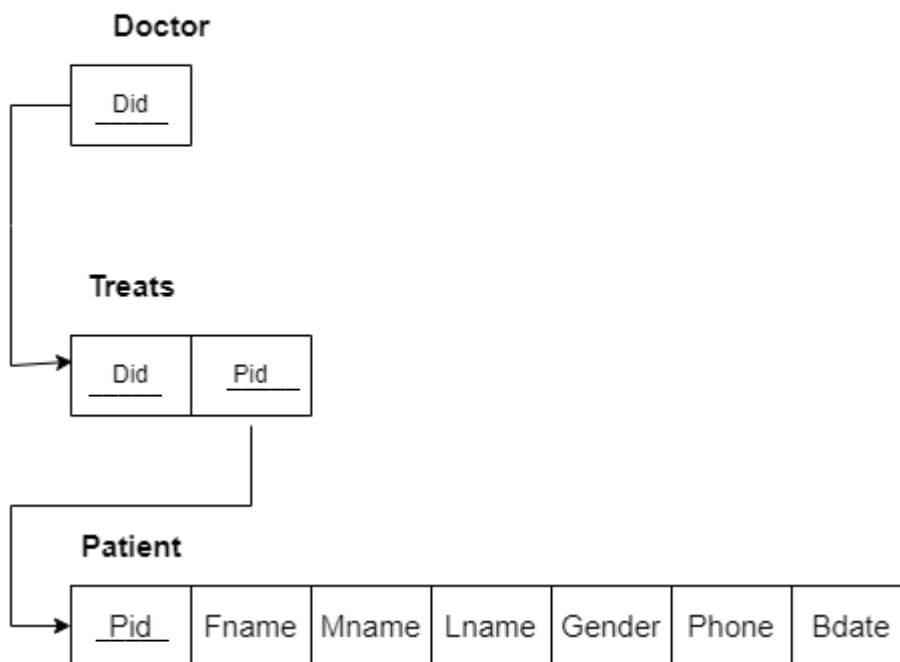 Doctor
Did
Treats
Did Pid
Patient
Pid Fname Mname Lname Gender Phone Bdate